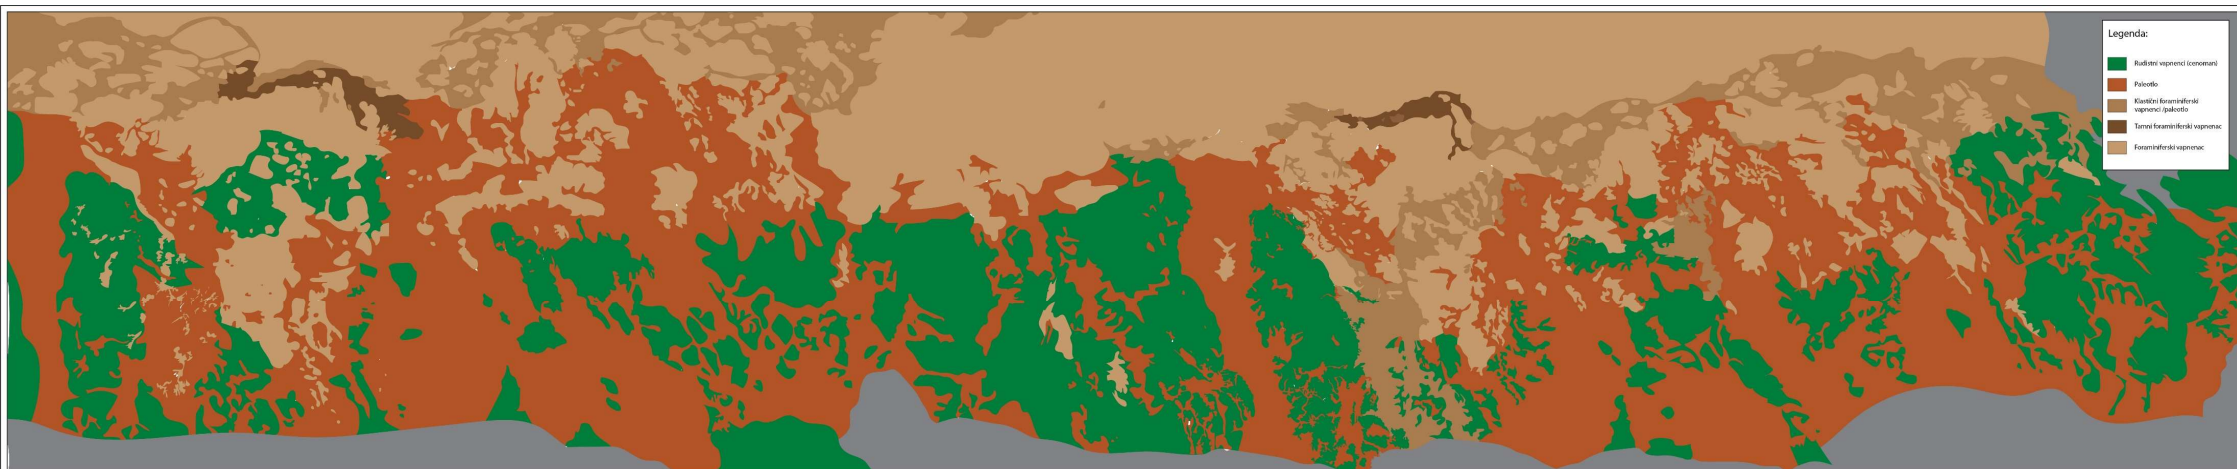 Legenda:
Rudistni vapnenci (cenoman)
Paleotlo
Klastični foraminiferski
vapnenci /paleotlo
Tamni foraminiferski vapnenac
Foraminiferski vapnenac